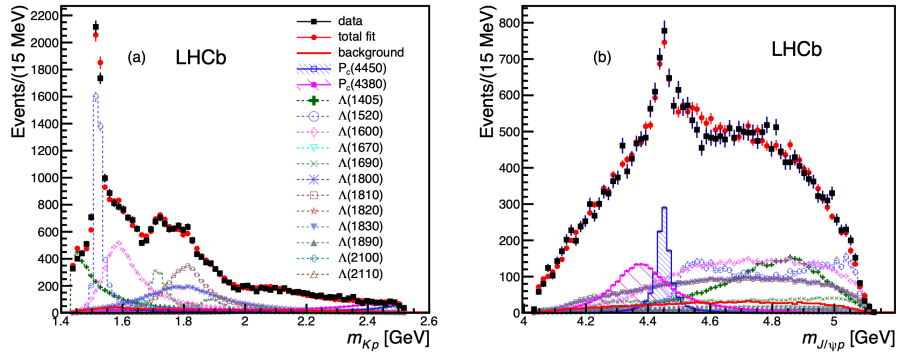 Events/(15 MeV)
2200
2000
1800
1600
1400
1200
1000
800
600
400
200
0
1.4
1.6
1.8
2
2.2
2.4
2.6
m_{Kp} [GeV]
(a)
LHCb
data
total fit
background
P_c(4450)
P_c(4380)
Λ(1405)
Λ(1520)
Λ(1600)
Λ(1670)
Λ(1690)
Λ(1800)
Λ(1810)
Λ(1820)
Λ(1830)
Λ(1890)
Λ(2100)
Λ(2110)
Events/(15 MeV)
800
700
600
500
400
300
200
100
0
4
4.2
4.4
4.6
4.8
5
m_{J/ψp} [GeV]
(b)
LHCb